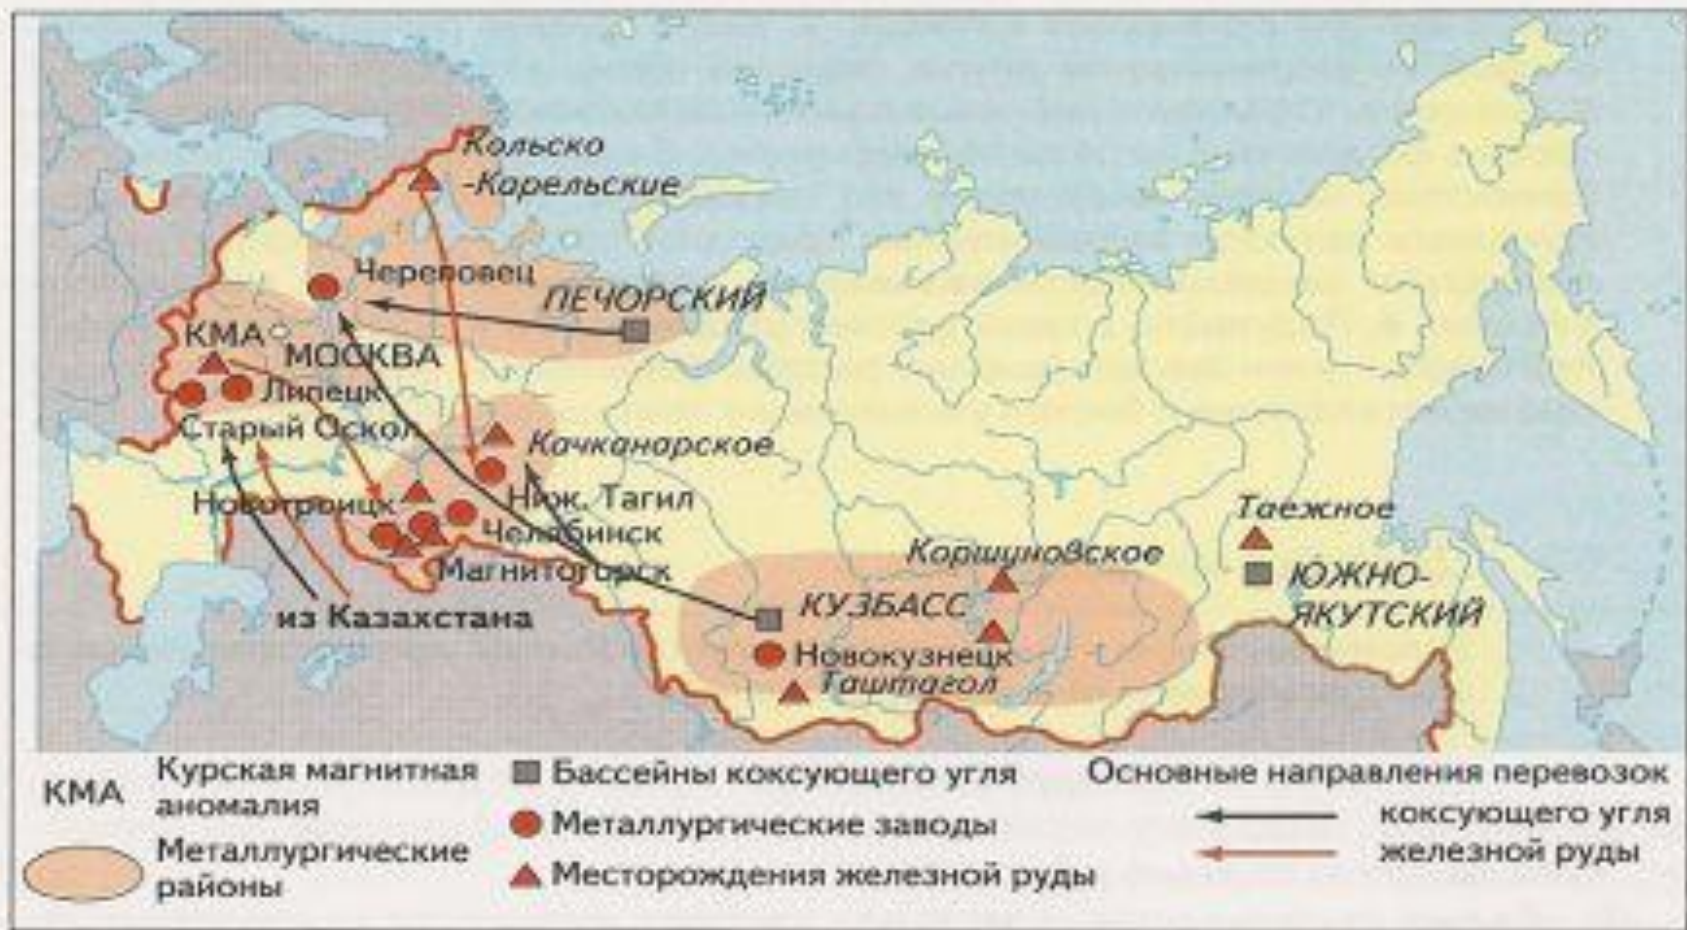 Кольско
-Карельские
Череповец
ПЕЧОРСКИЙ
КМА
МОСКВА
Липецк
Старый Оскол
Качканарское
Новотроицк
Ниж. Тагил
Челябинск
Магнитогорск
из Казахстана
Коршуновское
КУЗБАСС
Новокузнецк
Таштагол
Таежное
ЮЖНО-
ЯКУТСКИЙ
КМА
Курская магнитная
аномалия
Металлургические
районы
Бассейны коксующего угля
Металлургические заводы
Месторождения железной руды
Основные направления перевозок
коксующего угля
железной руды